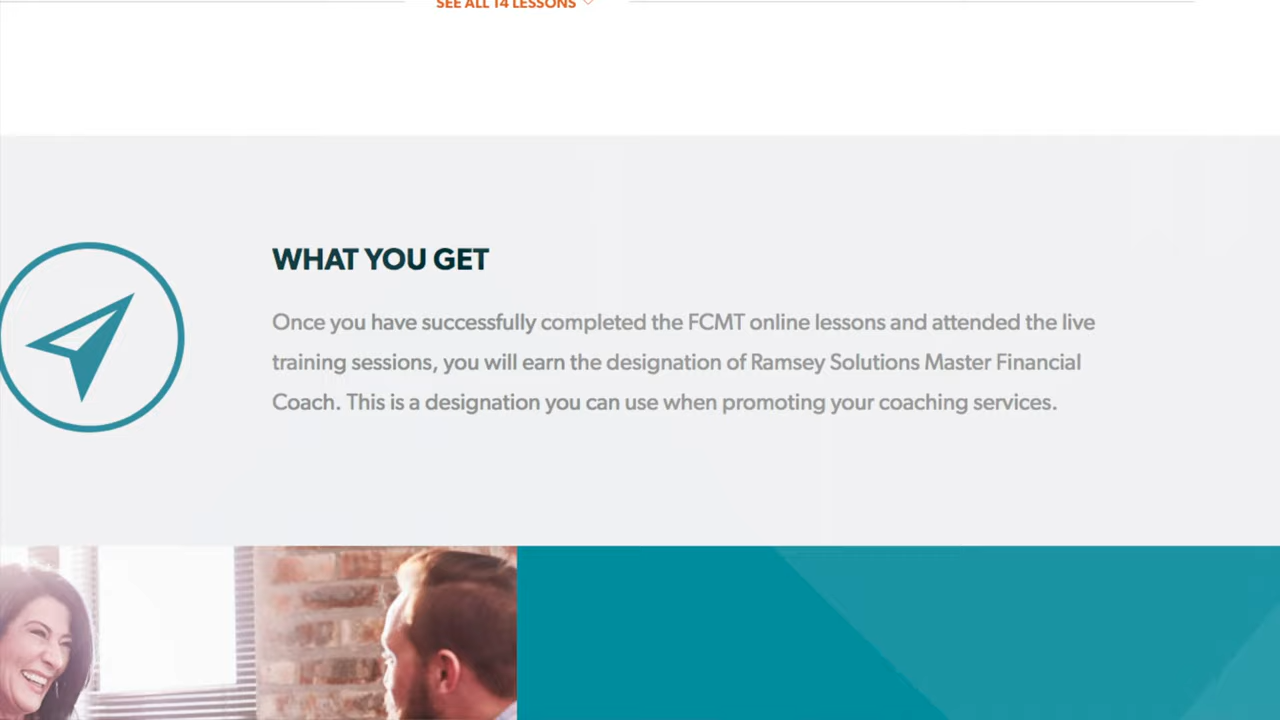 SEE ALL 14 LESSONS
WHAT YOU GET
Once you have successfully completed the FCMT online lessons and attended the live
training sessions, you will earn the designation of Ramsey Solutions Master Financial
Coach. This is a designation you can use when promoting your coaching services.